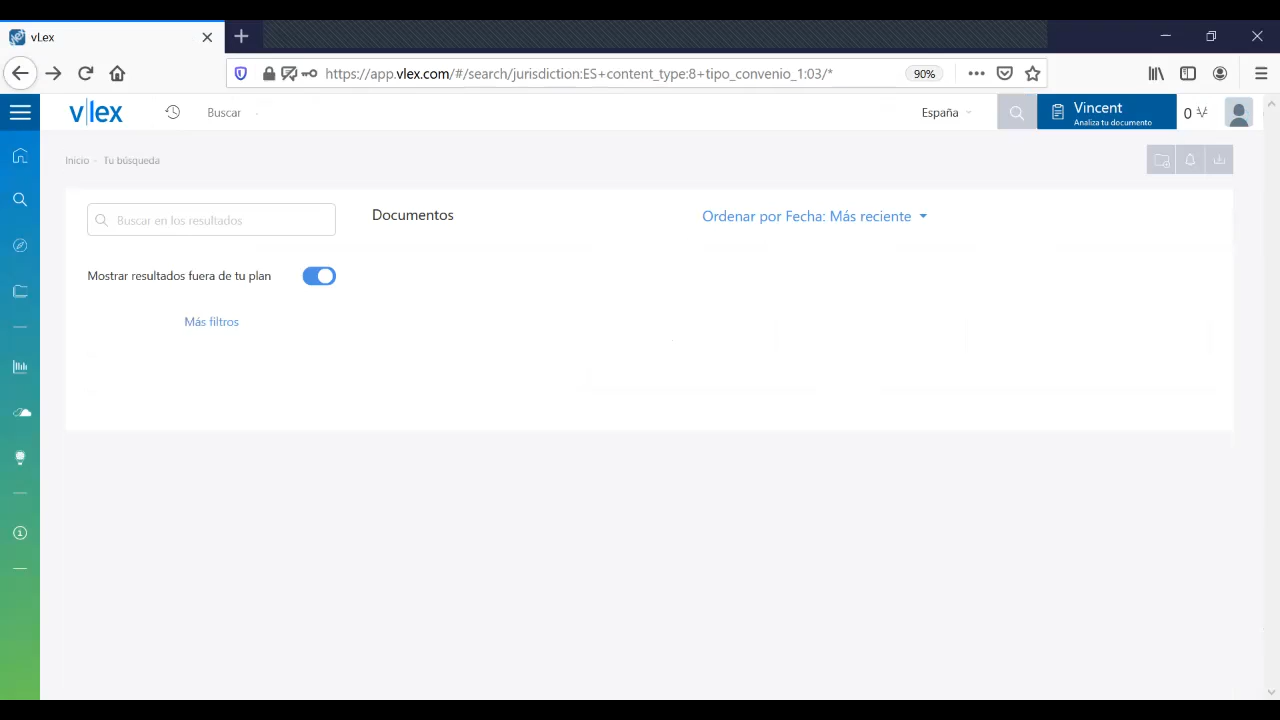 vLex
https://app.vlex.com/#/search/jurisdiction:ES+content_type:8+tipo_convenio_1:03/*
90%
v|lex
Buscar
España
Vincent
Analiza tu documento
0
Inicio - Tu búsqueda
Buscar en los resultados
Documentos
Ordenar por Fecha: Más reciente
Mostrar resultados fuera de tu plan
Más filtros